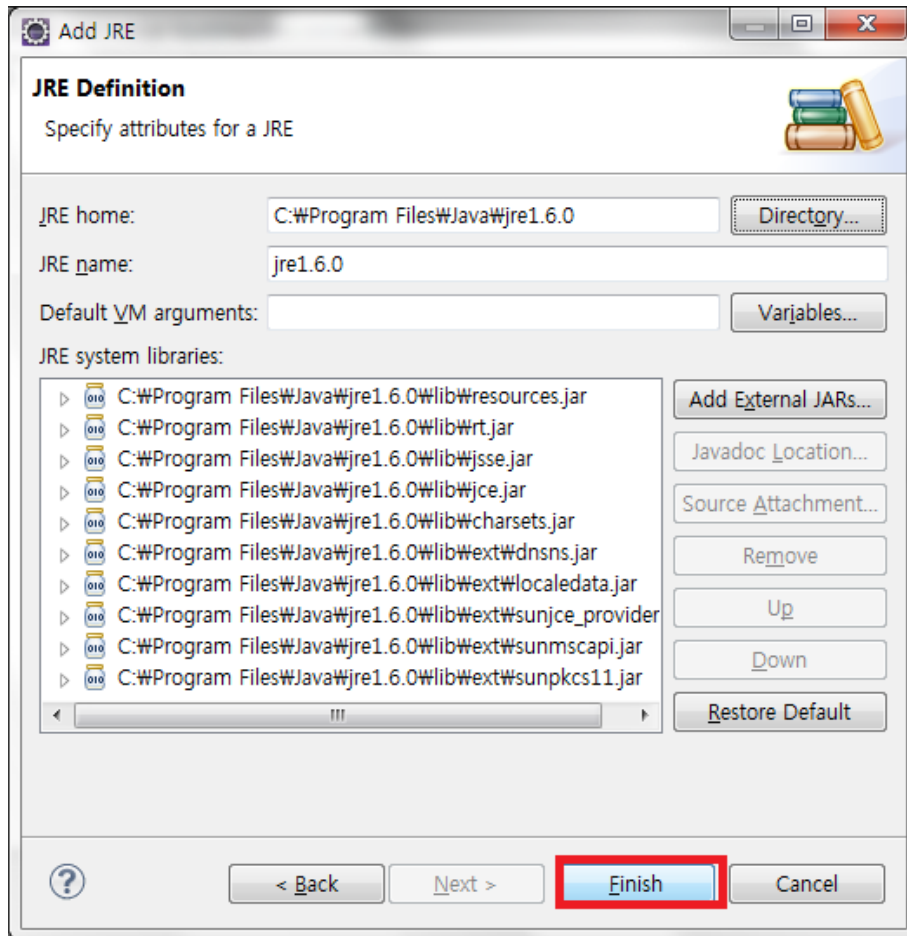 Add JRE
JRE Definition
Specify attributes for a JRE
JRE home:
C:₩Program Files₩Java₩jre1.6.0
Directory...
JRE name:
jre1.6.0
Default VM arguments:
Variables...
JRE system libraries:
C:₩Program Files₩Java₩jre1.6.0₩lib₩resources.jar
C:₩Program Files₩Java₩jre1.6.0₩lib₩rt.jar
C:₩Program Files₩Java₩jre1.6.0₩lib₩jsse.jar
C:₩Program Files₩Java₩jre1.6.0₩lib₩jce.jar
C:₩Program Files₩Java₩jre1.6.0₩lib₩charsets.jar
C:₩Program Files₩Java₩jre1.6.0₩lib₩ext₩dnsns.jar
C:₩Program Files₩Java₩jre1.6.0₩lib₩ext₩localedata.jar
C:₩Program Files₩Java₩jre1.6.0₩lib₩ext₩sunjce_provider
C:₩Program Files₩Java₩jre1.6.0₩lib₩ext₩sunmscapi.jar
C:₩Program Files₩Java₩jre1.6.0₩lib₩ext₩sunpkcs11.jar
Add External JARs...
Javadoc Location...
Source Attachment...
Remove
Up
Down
Restore Default
< Back
Next >
Finish
Cancel